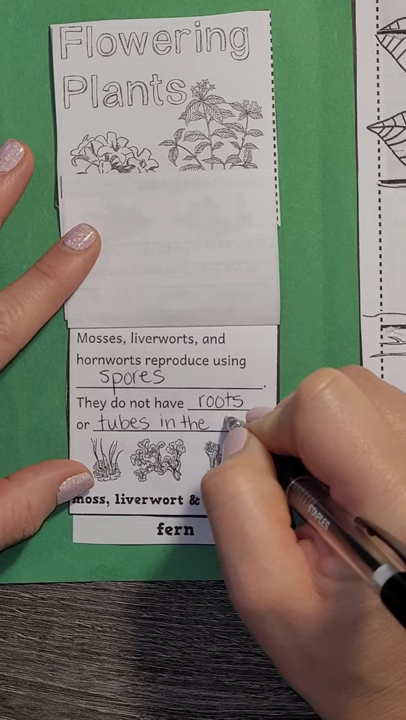 Flowering
Plants
Mosses, liverworts, and
hornworts reproduce using
spores.
They do not have roots
or tubes in the
moss, liverwort &
fern
STAPLES